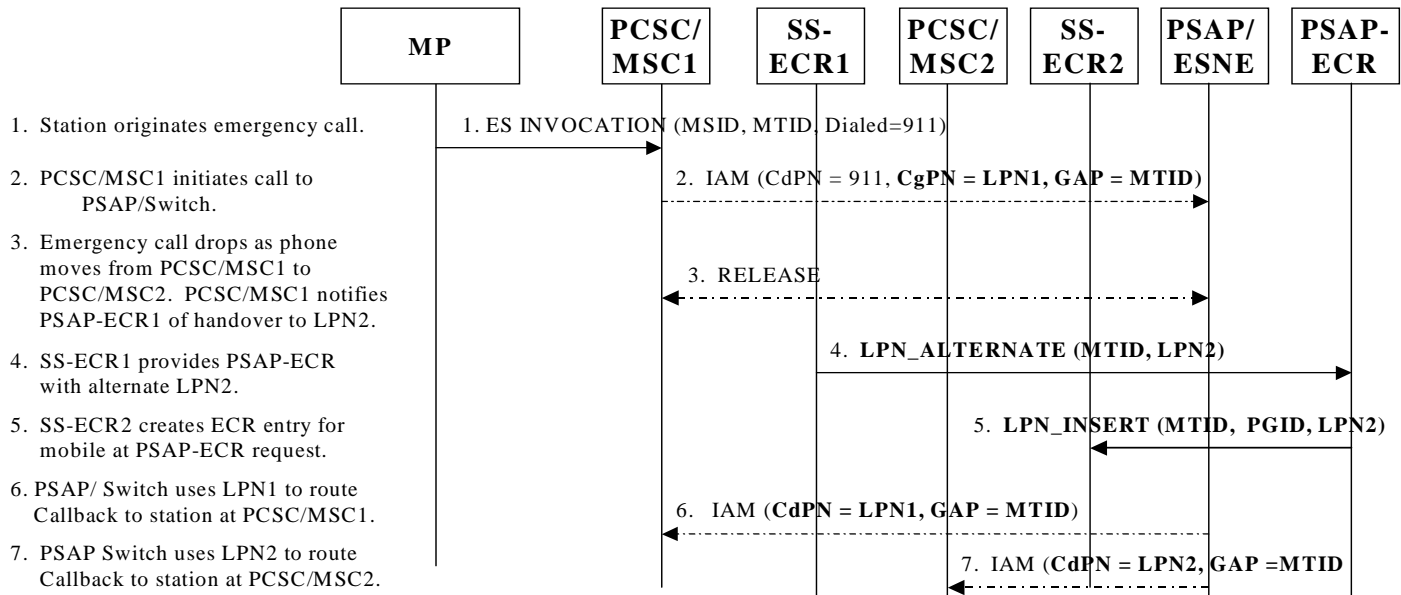 MP
PCSC/
MSC1
SS-
ECR1
PCSC/
MSC2
SS-
ECR2
PSAP/
ESNE
PSAP-
ECR
1. Station originates emergency call.
1. ES INVOCATION (MSID, MTID, Dialed=911)
2. PCSC/MSC1 initiates call to
PSAP/Switch.
2. IAM (CdPN = 911, CgPN = LPN1, GAP = MTID)
3. Emergency call drops as phone
moves from PCSC/MSC1 to
PCSC/MSC2. PCSC/MSC1 notifies
PSAP-ECR1 of handover to LPN2.
3. RELEASE
4. SS-ECR1 provides PSAP-ECR
with alternate LPN2.
4. LPN_ALTERNATE (MTID, LPN2)
5. SS-ECR2 creates ECR entry for
mobile at PSAP-ECR request.
5. LPN_INSERT (MTID, PGID, LPN2)
6. PSAP/ Switch uses LPN1 to route
Callback to station at PCSC/MSC1.
6. IAM (CdPN = LPN1, GAP = MTID)
7. PSAP Switch uses LPN2 to route
Callback to station at PCSC/MSC2.
7. IAM (CdPN = LPN2, GAP =MTID